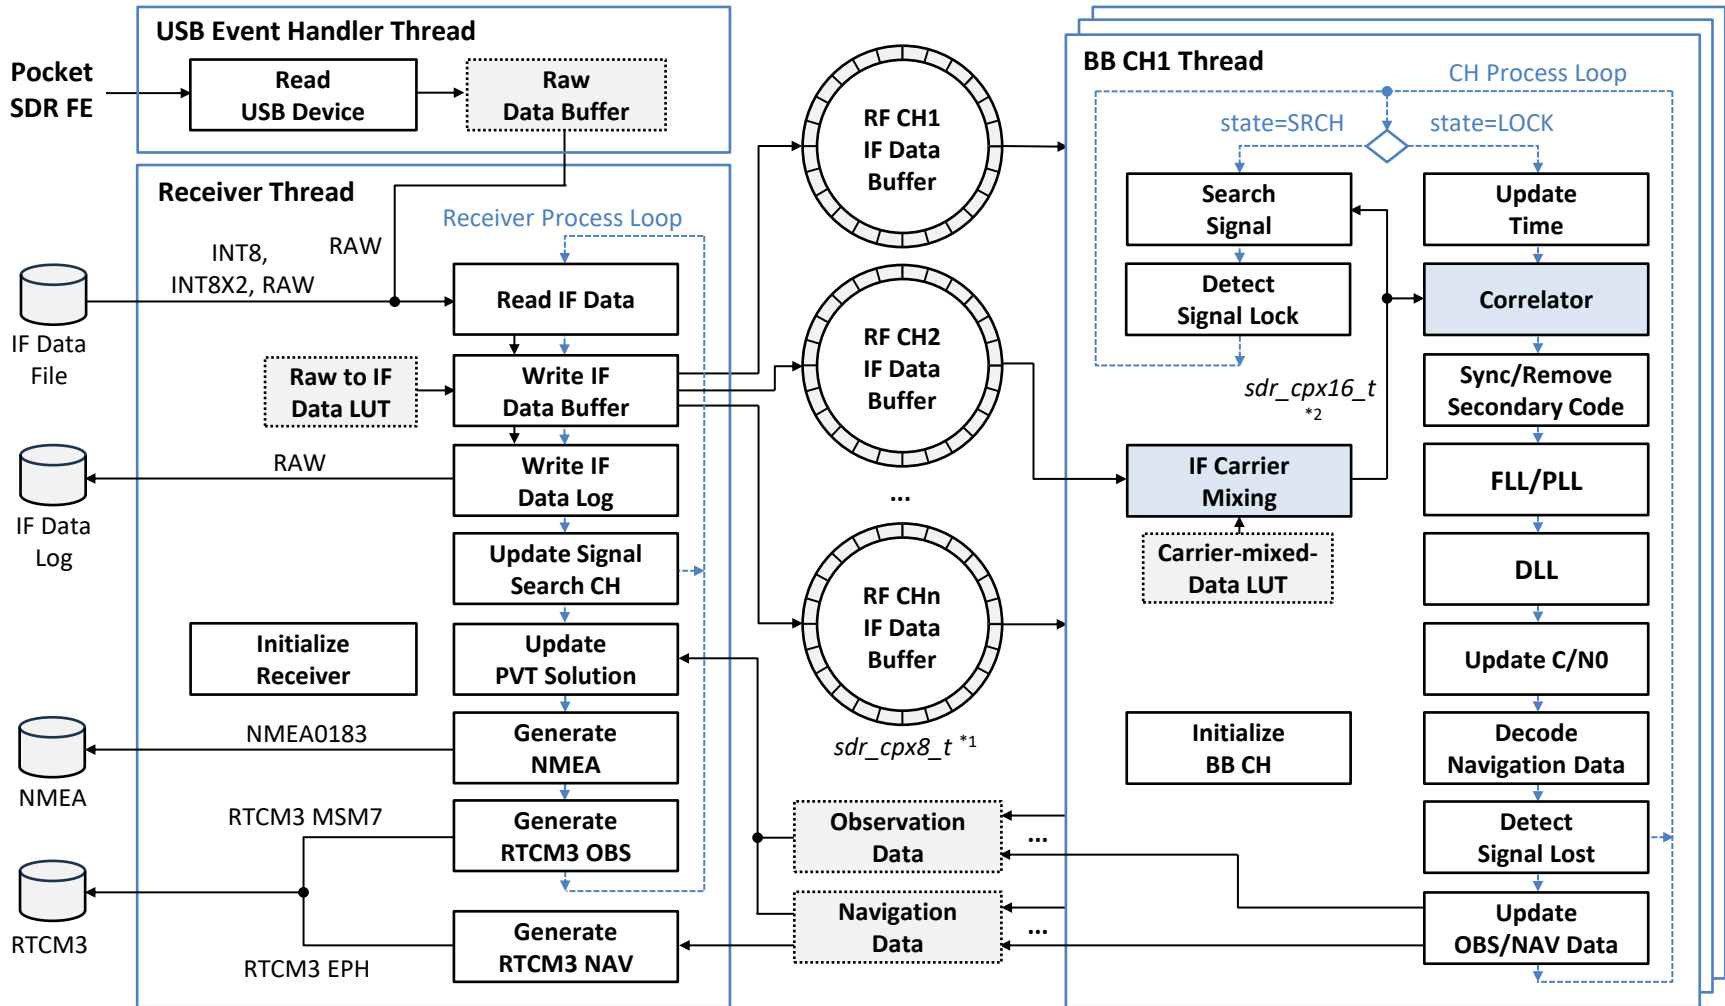 USB Event Handler Thread
Pocket
SDR FE
Read
USB Device
Raw
Data Buffer
Receiver Thread
Receiver Process Loop
INT8,
INT8X2, RAW
RAW
IF Data
File
Read IF Data
Raw to IF
Data LUT
Write IF
Data Buffer
RAW
Write IF
Data Log
IF Data
Log
Update Signal
Search CH
Initialize
Receiver
Update
PVT Solution
NMEA0183
Generate
NMEA
NMEA
RTCM3 MSM7
Generate
RTCM3 OBS
RTCM3
RTCM3 EPH
Generate
RTCM3 NAV
RF CH1
IF Data
Buffer
RF CH2
IF Data
Buffer
...
RF CHn
IF Data
Buffer
sdr_cpx8_t *1
Observation
Data
...
Navigation
Data
...
BB CH1 Thread
CH Process Loop
state=SRCH
state=LOCK
Search
Signal
Detect
Signal Lock
sdr_cpx16_t
*2
IF Carrier
Mixing
Carrier-mixed-
Data LUT
Initialize
BB CH
Update
Time
Correlator
Sync/Remove
Secondary Code
FLL/PLL
DLL
Update C/N0
Decode
Navigation Data
Detect
Signal Lost
Update
OBS/NAV Data